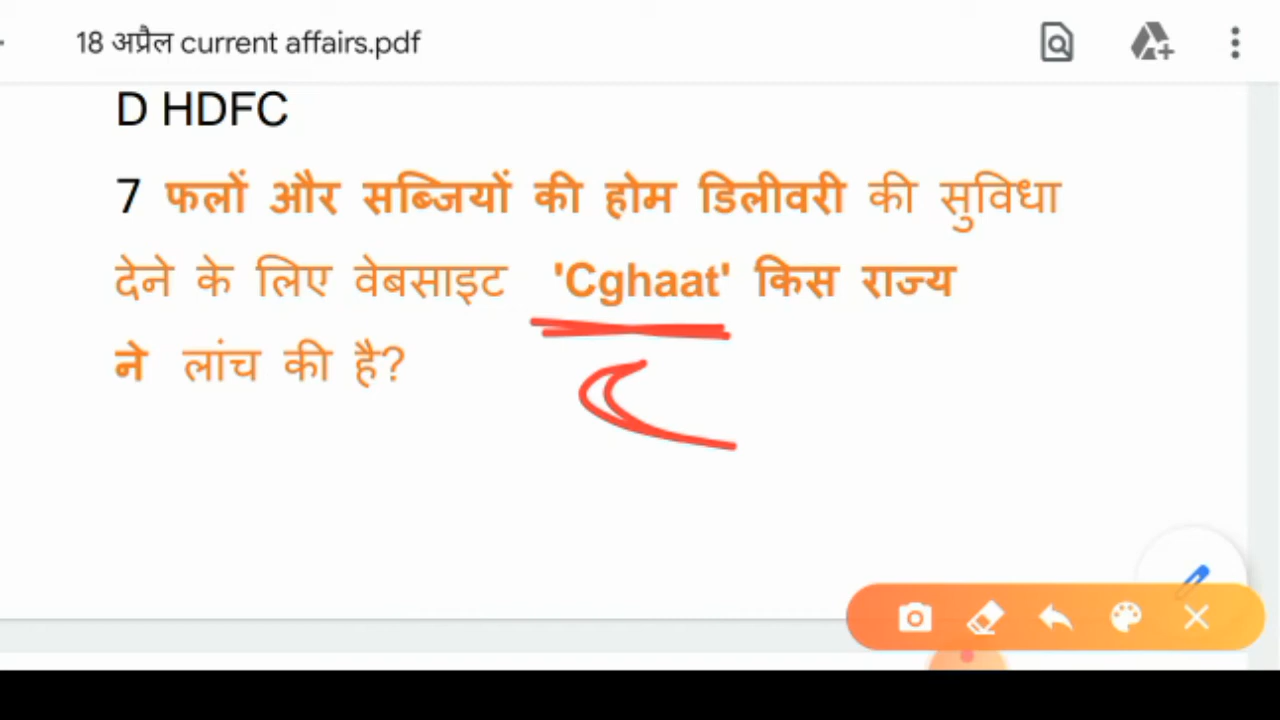 18 अप्रैल current affairs.pdf
D HDFC
7 फलों और सब्जियों की होम डिलीवरी की सुविधा
देने के लिए वेबसाइट 'Cghaat' किस राज्य
ने लांच की है?